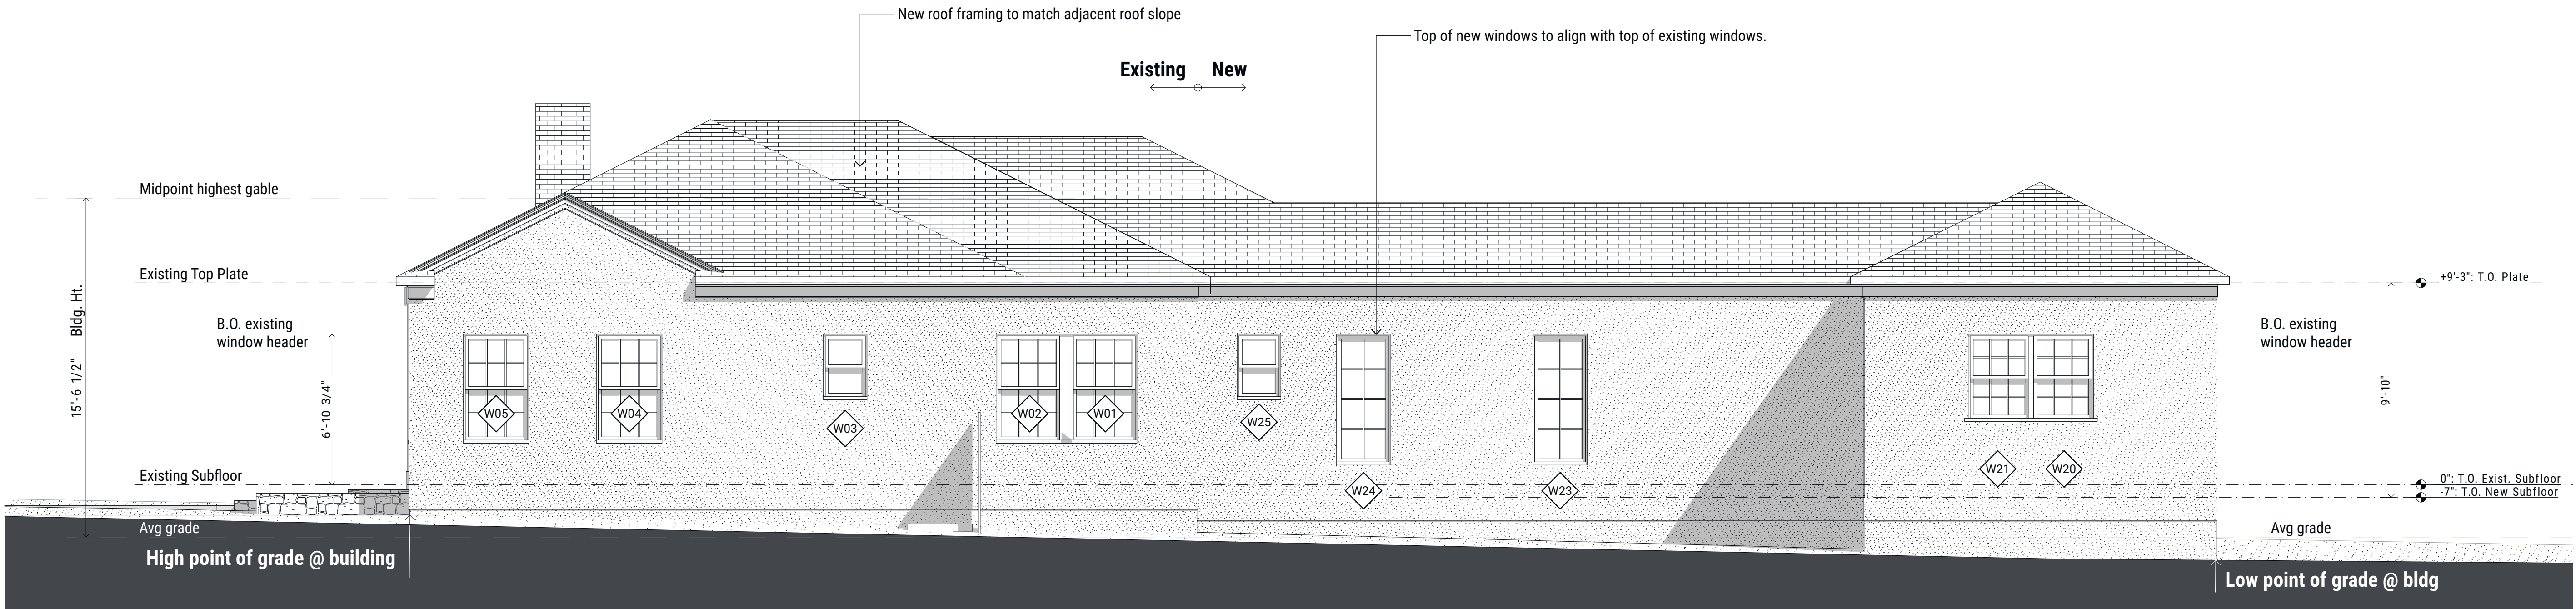 New roof framing to match adjacent roof slope
Top of new windows to align with top of existing windows.
Existing New
Midpoint highest gable
Existing Top Plate
+9'-3": T.O. Plate
Bldg. Ht.
15'-6 1/2"
B.O. existing
window header
B.O. existing
window header
6'-10 3/4"
9'-10"
W05
W04
W03
W02
W01
W25
W24
W23
W21
W20
Existing Subfloor
0": T.O. Exist. Subfloor
-7": T.O. New Subfloor
Avg grade
Avg grade
High point of grade @ building
Low point of grade @ bldg